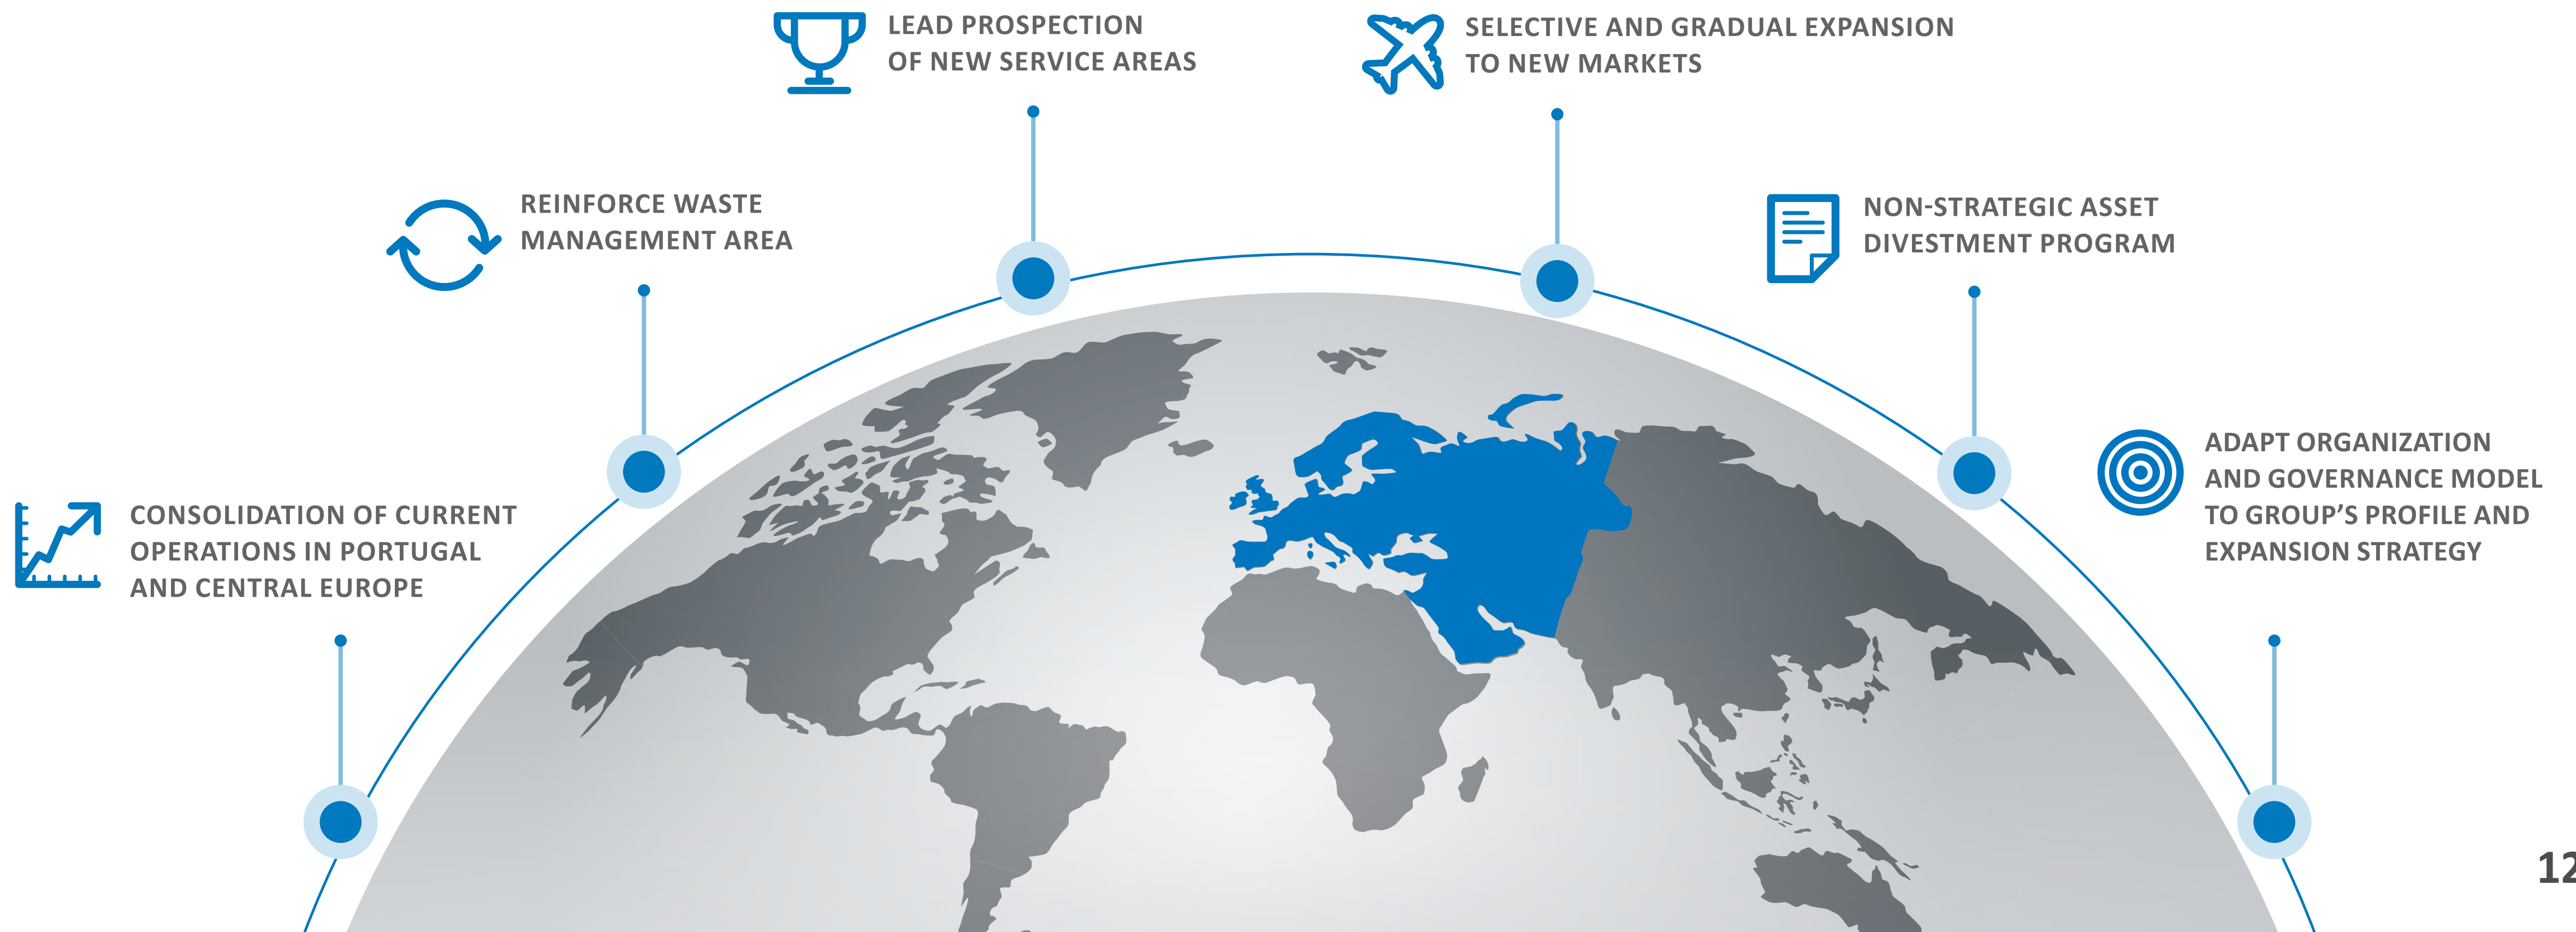 LEAD PROSPECTION
OF NEW SERVICE AREAS
SELECTIVE AND GRADUAL EXPANSION
TO NEW MARKETS
REINFORCE WASTE
MANAGEMENT AREA
NON-STRATEGIC ASSET
DIVESTMENT PROGRAM
CONSOLIDATION OF CURRENT
OPERATIONS IN PORTUGAL
AND CENTRAL EUROPE
ADAPT ORGANIZATION
AND GOVERNANCE MODEL
TO GROUP’S PROFILE AND
EXPANSION STRATEGY
12